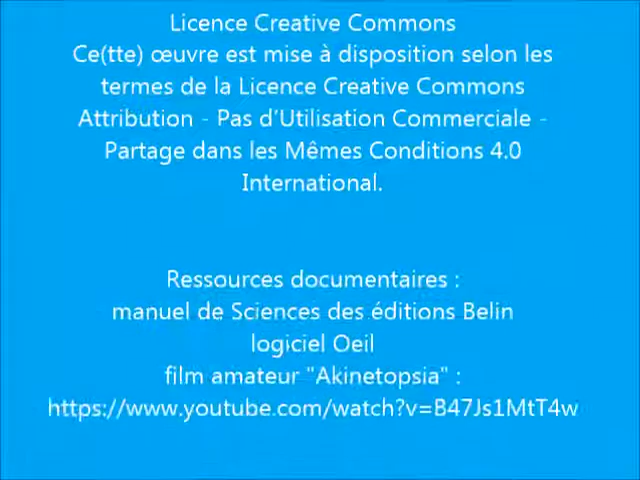 Licence Creative Commons
Ce(tte) œuvre est mise à disposition selon les
termes de la Licence Creative Commons
Attribution - Pas d'Utilisation Commerciale -
Partage dans les Mêmes Conditions 4.0
International.
Ressources documentaires :
manuel de Sciences des éditions Belin
logiciel Oeil
film amateur "Akinetopsia" :
https://www.youtube.com/watch?v=B47Js1MtT4w